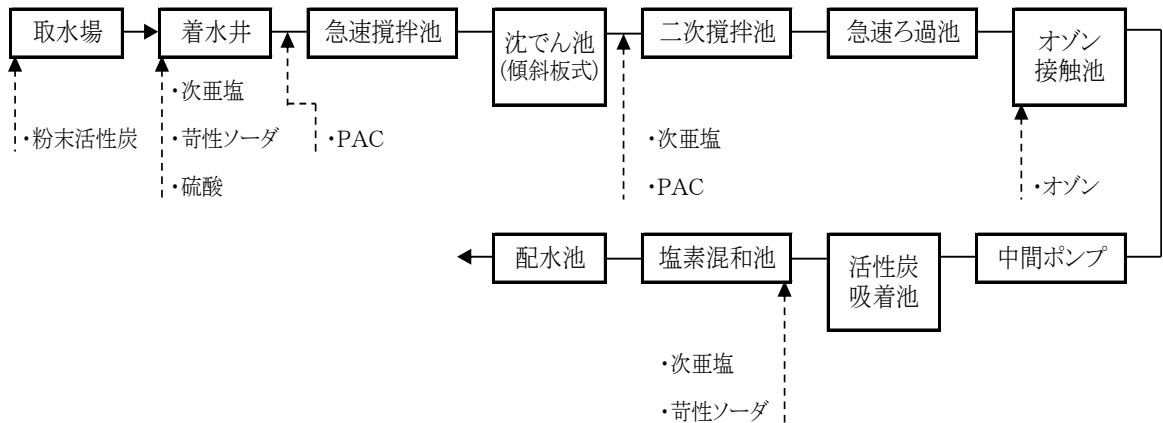 取水場
着水井
急速撹拌池
沈でん池
(傾斜板式)
二次撹拌池
急速ろ過池
オゾン
接触池
・粉末活性炭
・次亜塩
・苛性ソーダ
・硫酸
・PAC
・次亜塩
・PAC
・オゾン
配水池
塩素混和池
活性炭
吸着池
中間ポンプ
・次亜塩
・苛性ソーダ